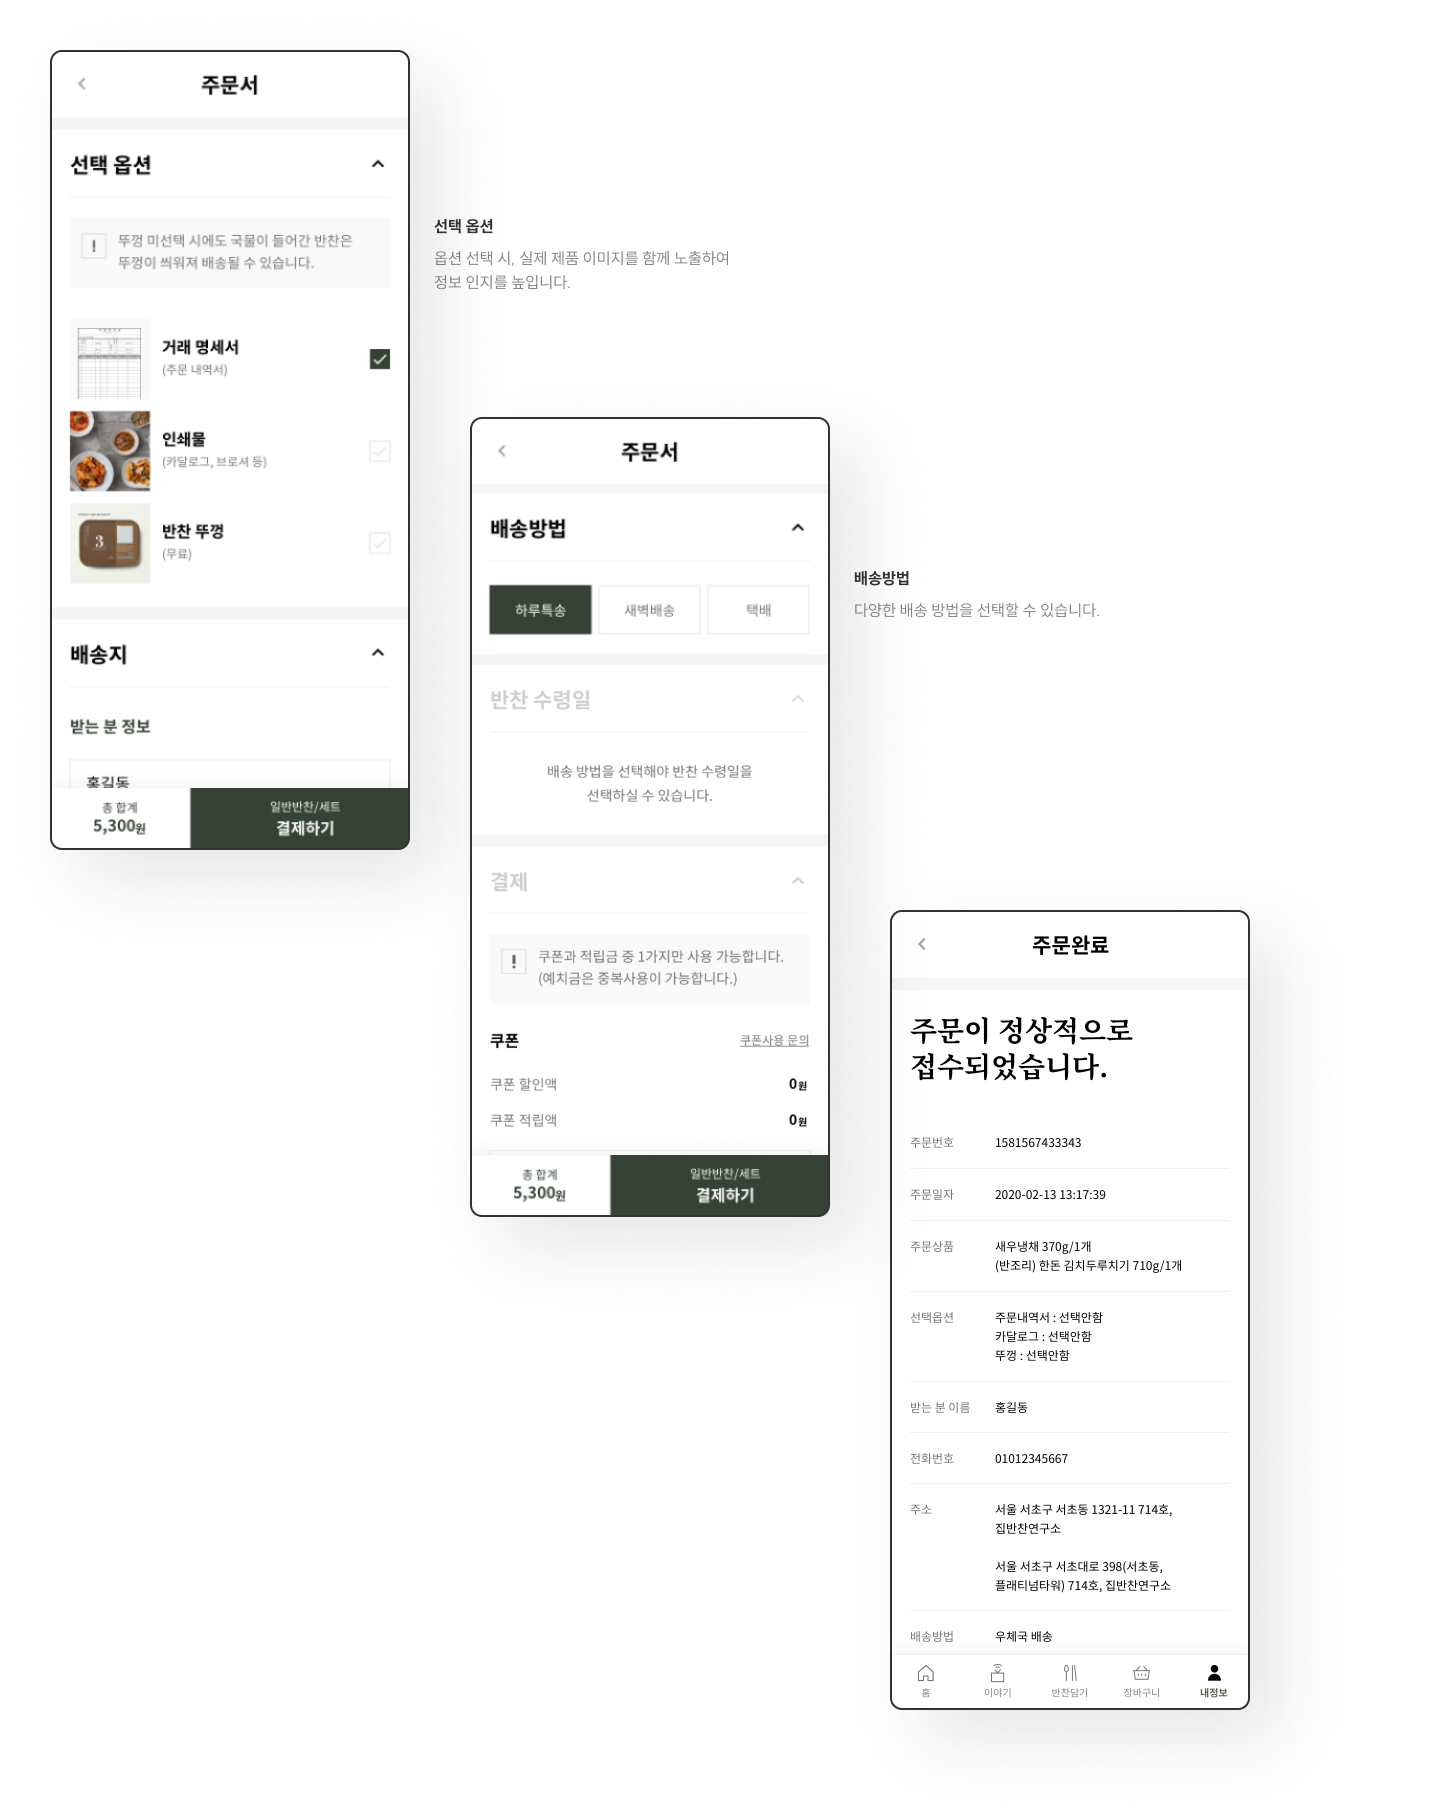 주문서
선택 옵션
뚜껑 미선택 시에도 국물이 들어간 반찬은
뚜껑이 씌워져 배송될 수 있습니다.
거래 명세서
(주문 내역서)
인쇄물
(카달로그, 브로셔 등)
3
반찬 뚜껑
(무료)
배송지
받는 분 정보
홍길동
총 합계
5,300원
일반반찬/세트
결제하기
선택 옵션
옵션 선택 시, 실제 제품 이미지를 함께 노출하여
정보 인지를 높입니다.
주문서
배송방법
하루특송
새벽배송
택배
반찬 수령일
배송 방법을 선택해야 반찬 수령일을
선택하실 수 있습니다.
결제
쿠폰과 적립금 중 1가지만 사용 가능합니다.
(예치금은 중복사용이 가능합니다.)
쿠폰 쿠폰사용 문의
쿠폰 할인액 0원
쿠폰 적립액 0원
총 합계
5,300원
일반반찬/세트
결제하기
배송방법
다양한 배송 방법을 선택할 수 있습니다.
주문완료
주문이 정상적으로
접수되었습니다.
주문번호 1581567433343
주문일자 2020-02-13 13:17:39
주문상품 새우냉채 370g/1개
(반조리) 한돈 김치두루치기 710g/1개
선택옵션 주문내역서 : 선택안함
카달로그 : 선택안함
뚜껑 : 선택안함
받는 분 이름 홍길동
전화번호 01012345667
주소 서울 서초구 서초동 1321-11 714호,
집반찬연구소
서울 서초구 서초대로 398(서초동,
플래티넘타워) 714호, 집반찬연구소
배송방법 우체국 배송
홈 이야기 반찬담기 장바구니 내정보